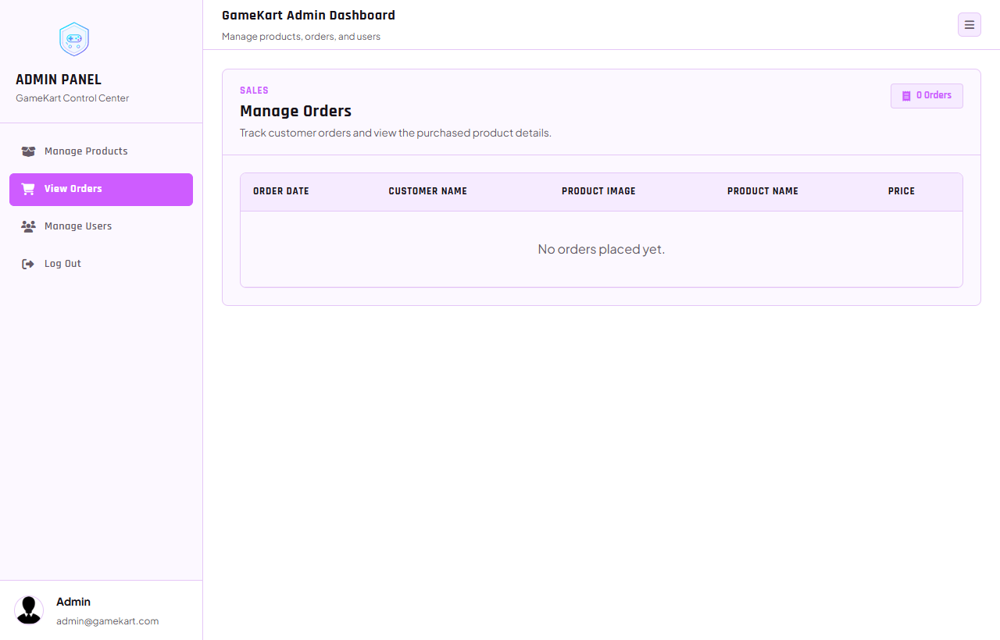 ADMIN PANEL
GameKart Control Center
Manage Products
View Orders
Manage Users
Log Out
Admin
admin@gamekart.com
GameKart Admin Dashboard
Manage products, orders, and users
SALES
Manage Orders
Track customer orders and view the purchased product details.
0 Orders
ORDER DATE CUSTOMER NAME PRODUCT IMAGE PRODUCT NAME PRICE
No orders placed yet.